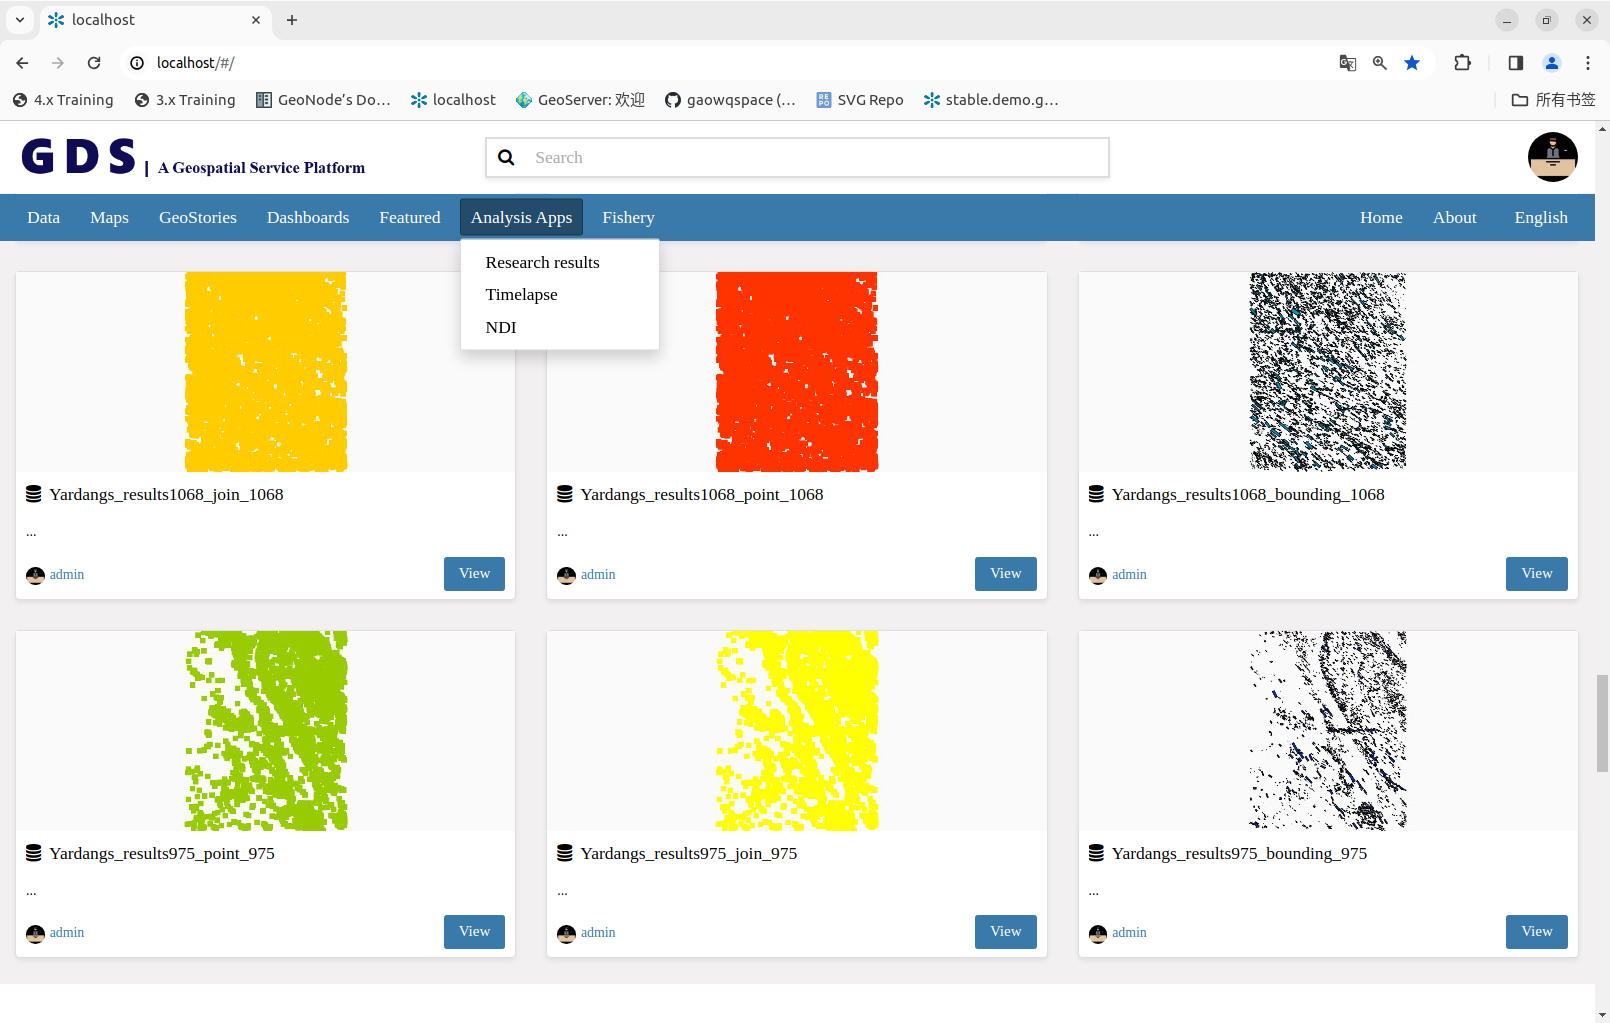 localhost
localhost/#/
4.x Training
3.x Training
GeoNode's Do...
localhost
GeoServer: 欢迎
gaowqspace (...
SVG Repo
stable.demo.g...
所有书签
GDS | A Geospatial Service Platform
Search
Data
Maps
GeoStories
Dashboards
Featured
Analysis Apps
Fishery
Home
About
English
Research results
Timelapse
NDI
Yardangs_results1068_join_1068
...
admin
View
Yardangs_results1068_point_1068
...
admin
View
Yardangs_results1068_bounding_1068
...
admin
View
Yardangs_results975_point_975
...
admin
View
Yardangs_results975_join_975
...
admin
View
Yardangs_results975_bounding_975
...
admin
View